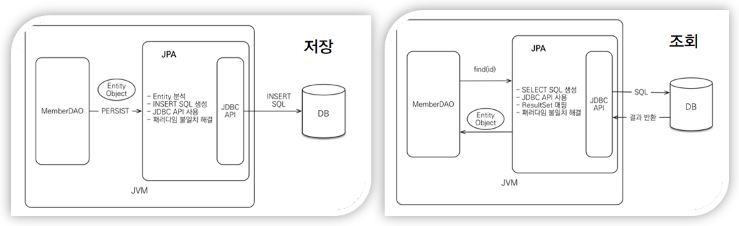 저장
JPA
MemberDAO
Entity
Object
PERSIST
- Entity 분석
- INSERT SQL 생성
- JDBC API 사용
- 패러다임 불일치 해결
JDBC
API
INSERT
SQL
DB
JVM
조회
JPA
MemberDAO
find(id)
Entity
Object
- SELECT SQL 생성
- JDBC API 사용
- ResultSet 매핑
- 패러다임 불일치 해결
JDBC
API
SQL
결과 반환
DB
JVM